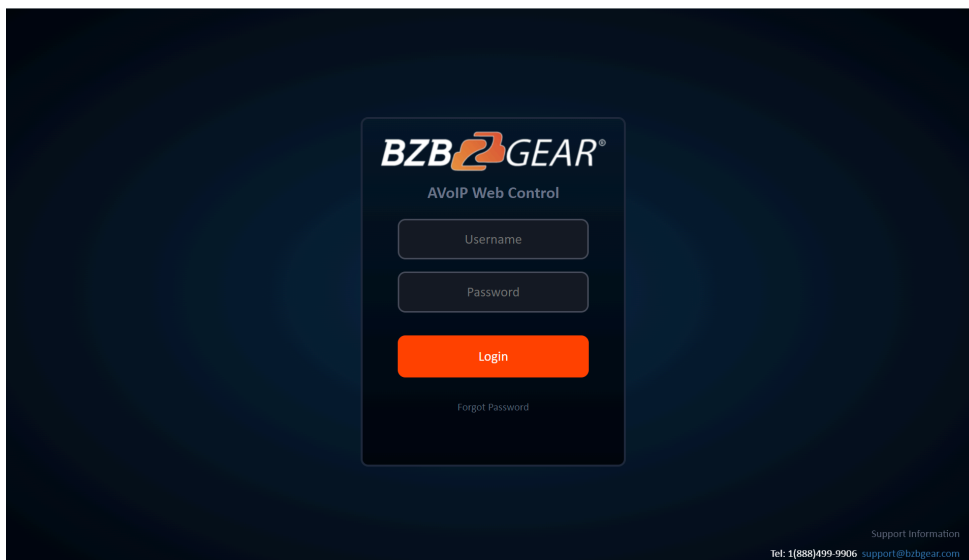 BZB GEAR®
AVoIP Web Control
Username
Password
Login
Forgot Password
Support Information
Tel: 1(888)499-9906 support@bzbgear.com